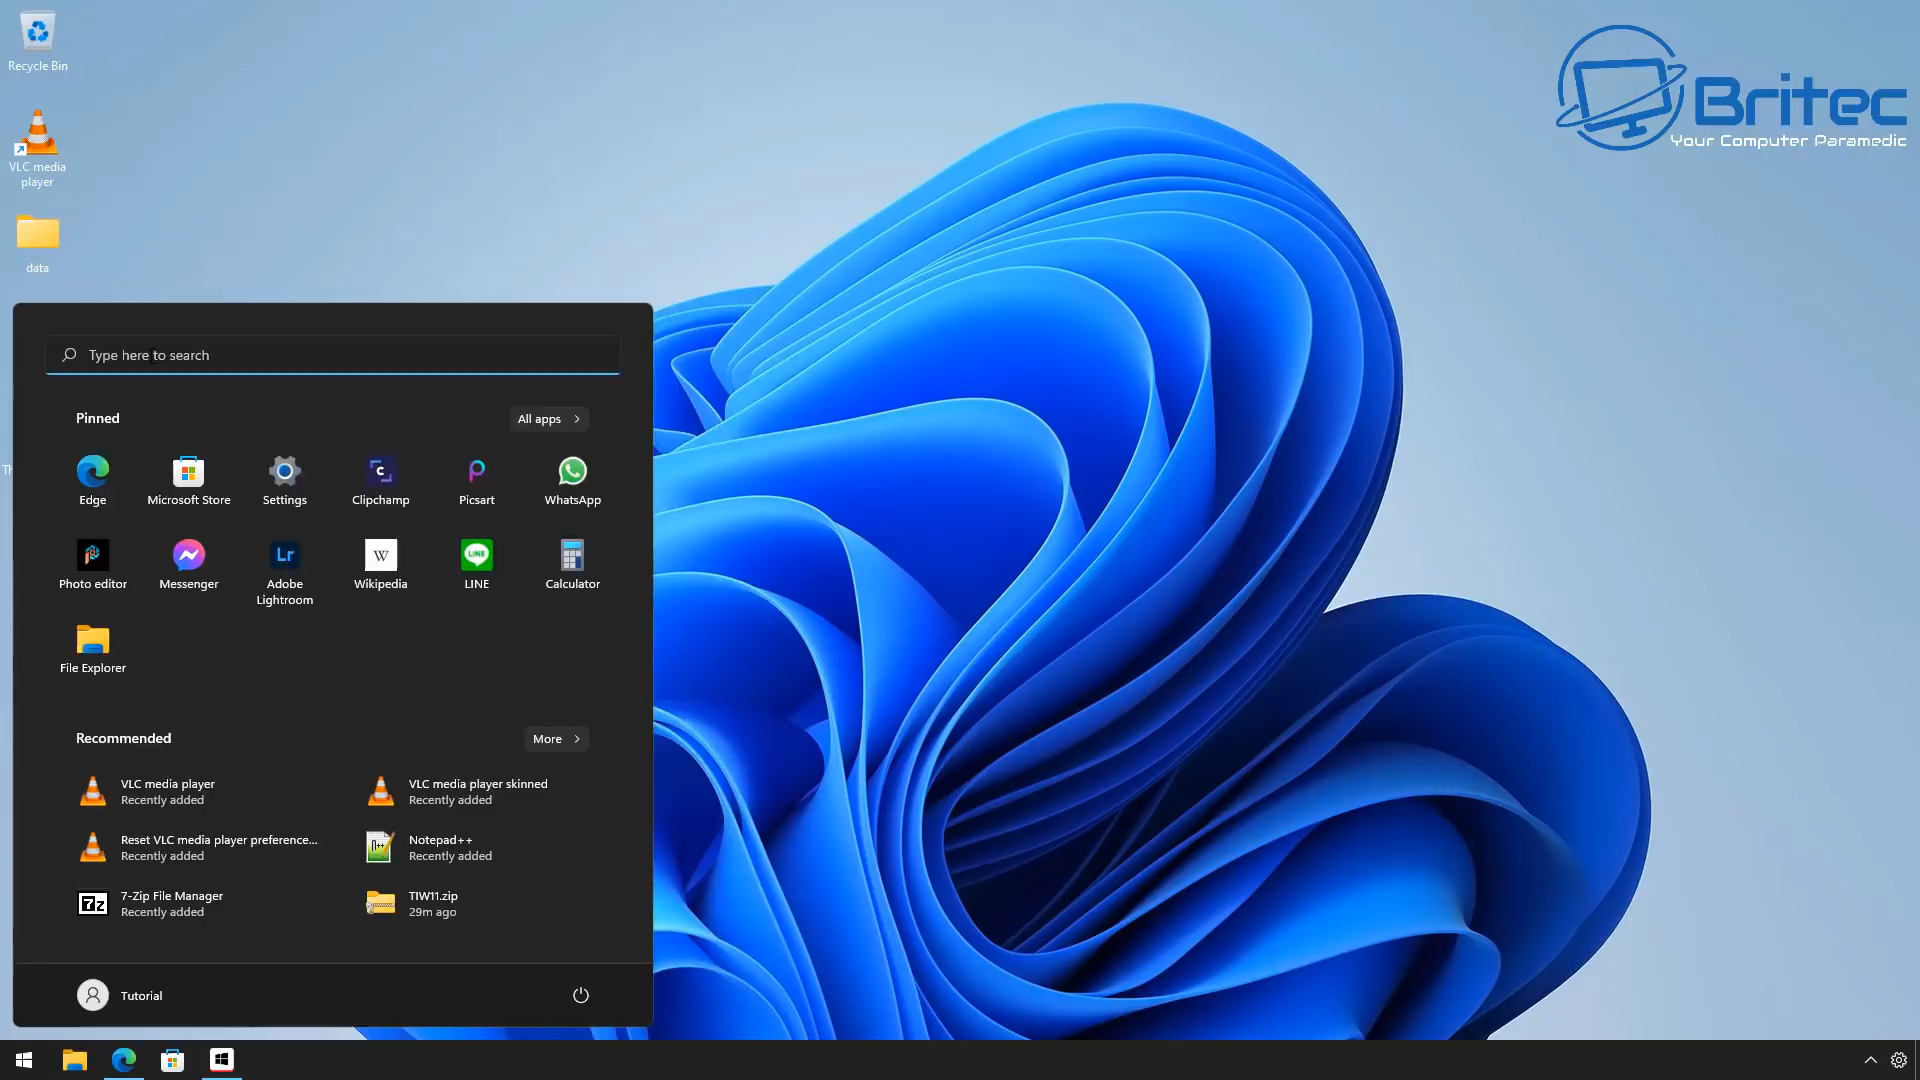 Recycle Bin
VLC media
player
data
Britec
Your Computer Paramedic
Type here to search
Pinned
All apps
Edge
Microsoft Store
Settings
Clipchamp
Picsart
WhatsApp
Photo editor
Messenger
Lr
Adobe
Lightroom
W
Wikipedia
LINE
LINE
Calculator
File Explorer
Recommended
More
VLC media player
Recently added
VLC media player skinned
Recently added
Reset VLC media player preference...
Recently added
Notepad++
Recently added
7z
7-Zip File Manager
Recently added
TIW11.zip
29m ago
Tutorial